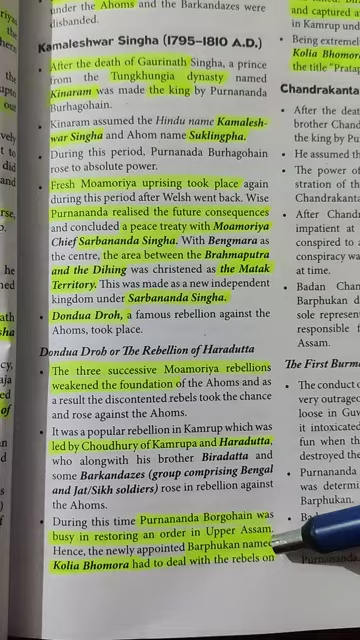 under the Ahoms and the Barkandazes were
disbanded.
Kamaleshwar Singha (1795–1810 A.D.)
• After the death of Gaurinath Singha, a prince
from the Tungkhungia dynasty named
Kinaram was made the king by Purnananda
Burhagohain.
• Kinaram assumed the Hindu name Kamalesh-
war Singha and Ahom name Suklingpha.
• During this period, Purnanada Burhagohain
rose to absolute power.
• Fresh Moamoriya uprising took place again
during this period after Welsh went back. Wise
Purnananda realised the future consequences
and concluded a peace treaty with Moamoriya
Chief Sarbananda Singha. With Bengmara as
the centre, the area between the Brahmaputra
and the Dihing was christened as the Matak
Territory. This was made as a new independent
kingdom under Sarbananda Singha.
• Dondua Droh, a famous rebellion against the
Ahoms, took place.
Dondua Droh or The Rebellion of Haradutta
• The three successive Moamoriya rebellions
weakened the foundation of the Ahoms and as
a result the discontented rebels took the chance
and rose against the Ahoms.
• It was a popular rebellion in Kamrup which was
led by Choudhury of Kamrupa and Haradutta,
who alongwith his brother Biradatta and
some Barkandazes (group comprising Bengal
and Jat/Sikh soldiers) rose in rebellion against
the Ahoms.
• During this time Purnananda Borgohain was
busy in restoring an order in Upper Assam.
Hence, the newly appointed Barphukan
Kolia Bhomora had to deal with the rebels on
and captured
in Kamrup under
• Being extreme
Kolia Bhomora
the title "Prata
Chandrakanta
• After the dea
brother Chand
the king by Pu
• He assumed th
• The power of
stration of the
Chandrakanta
• After Chand
impatient at
conspired to
conspiracy wa
at time.
• Badan Chan
Barphukan d
sole represen
responsible f
Assam.
The First Burm
• The conduct o
very outrage
loose in Guw
it intoxicated
fun when th
destroyed the
• Purnananda
was determi
Barphukan.